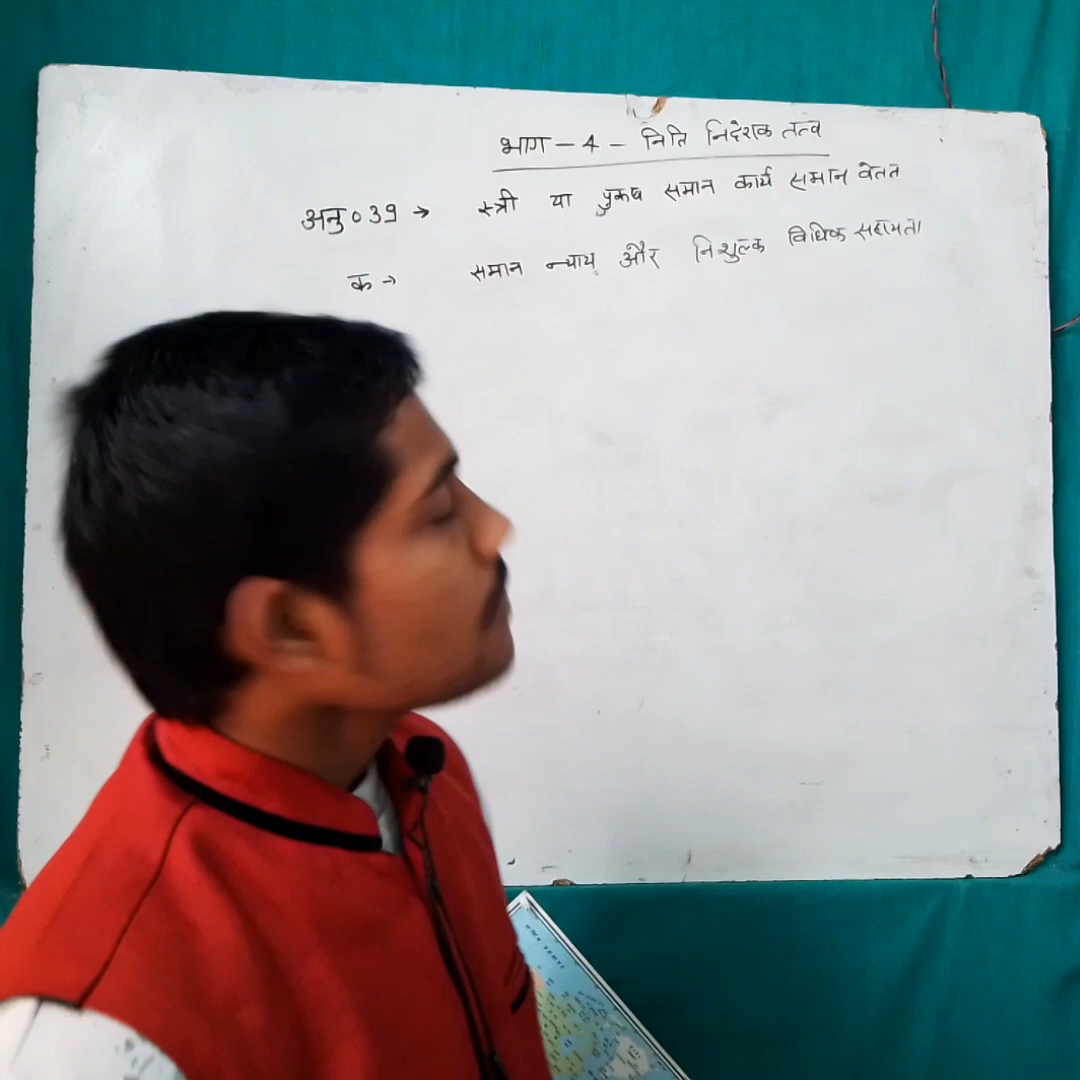 भाग - 4 - निति निदेशक तत्व
अनु० 39 → स्त्री या पुरूष समान कार्य समान वेतन
क → समान न्याय और निशुल्क विधिक सहायता